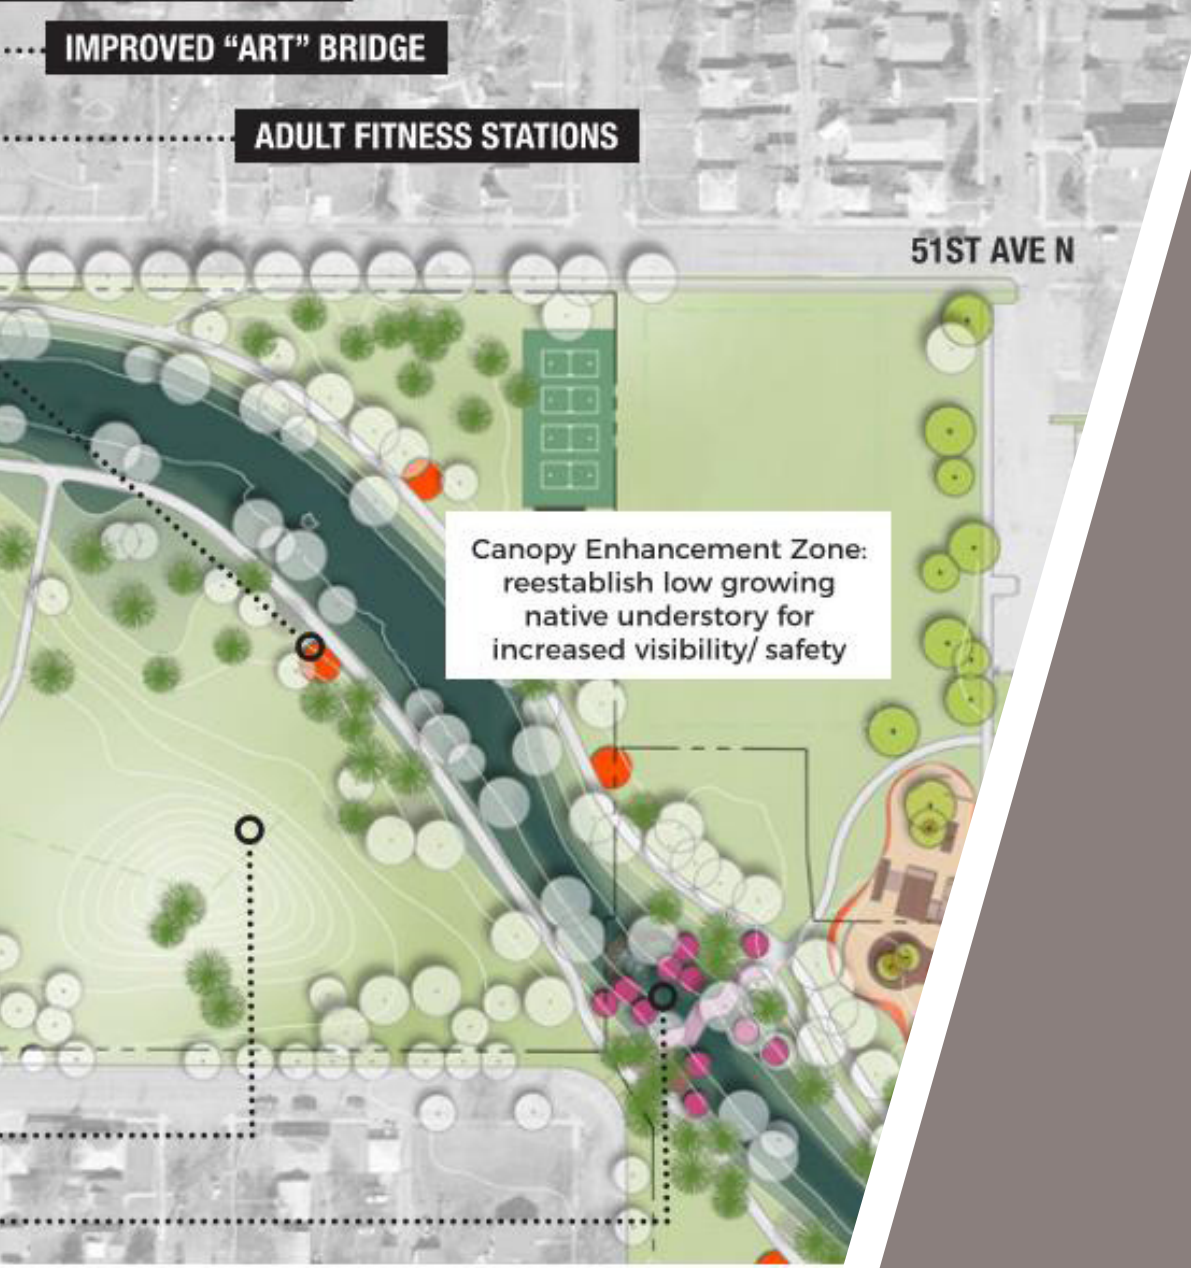 IMPROVED “ART” BRIDGE
ADULT FITNESS STATIONS
51ST AVE N
Canopy Enhancement Zone:
reestablish low growing
native understory for
increased visibility/ safety